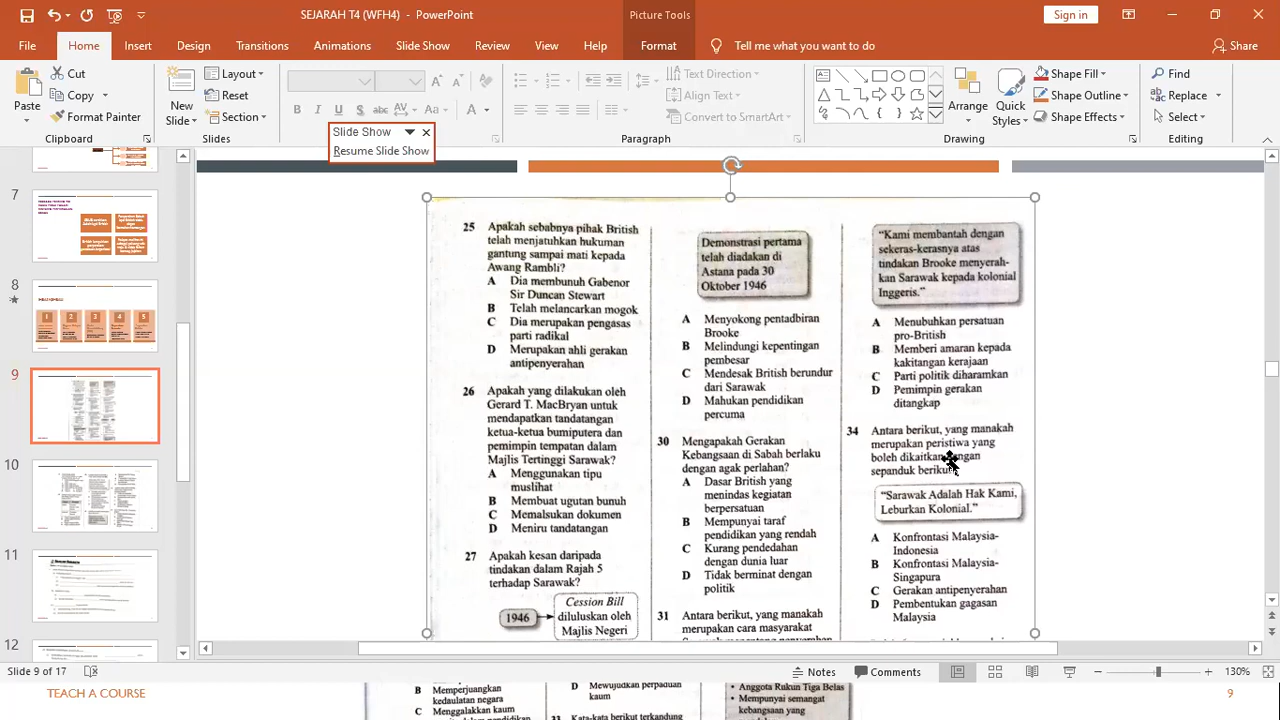 SEJARAH T4 (WFH4) - PowerPoint
Picture Tools
Sign in
File
Home
Insert
Design
Transitions
Animations
Slide Show
Review
View
Help
Format
Tell me what you want to do
Share
Paste
Cut
Copy
Format Painter
Clipboard
New
Slide
Layout
Reset
Section
Slides
Paragraph
Text Direction
Align Text
Convert to SmartArt
Arrange
Quick
Styles
Shape Fill
Shape Outline
Shape Effects
Drawing
Find
Replace
Select
Editing
Slide Show
Resume Slide Show
7
8
9
10
11
12
25 Apakah sebabnya pihak British
telah menjatuhkan hukuman
gantung sampai mati kepada
Awang Rambli?
A Dia membunuh Gabenor
Sir Duncan Stewart
B Telah melancarkan mogok
C Dia merupakan pengasas
parti radikal
D Merupakan ahli gerakan
antipenyerahan
26 Apakah yang dilakukan oleh
Gerard T. MacBryan untuk
mendapatkan tandatangan
ketua-ketua bumiputera dan
pemimpin tempatan dalam
Majlis Tertinggi Sarawak?
A Menggunakan tipu
muslihat
B Membuat ugutan bunuh
C Memalsukan dokumen
D Meniru tandatangan
27 Apakah kesan daripada
tindakan dalam Rajah 5
terhadap Sarawak?
1946
Cession Bill
diluluskan oleh
Majlis Negeri
Demonstrasi pertama
telah diadakan di
Astana pada 30
Oktober 1946
A Menyokong pentadbiran
Brooke
B Melindungi kepentingan
pembesar
C Mendesak British berundur
dari Sarawak
D Mahukan pendidikan
percuma
30 Mengapakah Gerakan
Kebangsaan di Sabah berlaku
dengan agak perlahan?
A Dasar British yang
menindas kegiatan
berpersatuan
B Mempunyai taraf
pendidikan yang rendah
C Kurang pendedahan
dengan dunia luar
D Tidak berminat dengan
politik
31 Antara berikut, yang manakah
merupakan cara masyarakat
"Kami membantah dengan
sekeras-kerasnya atas
tindakan Brooke menyerah-
kan Sarawak kepada kolonial
Inggeris."
A Menubuhkan persatuan
pro-British
B Memberi amaran kepada
kakitangan kerajaan
C Parti politik diharamkan
D Pemimpin gerakan
ditangkap
34 Antara berikut, yang manakah
merupakan peristiwa yang
boleh dikaitkan dengan
sepanduk berikut?
"Sarawak Adalah Hak Kami,
Leburkan Kolonial."
A Konfrontasi Malaysia-
Indonesia
B Konfrontasi Malaysia-
Singapura
C Gerakan antipenyerahan
D Pembentukan gagasan
Malaysia
Slide 9 of 17
Notes
Comments
130%
TEACH A COURSE
B Memperjuangkan
kedaulatan negara
C Menggalakkan kaum
D Mewujudkan perpaduan
kaum
33 Kata-kata berikut terkandung
• Anggota Rukun Tiga Belas
• Mempunyai semangat
kebangsaan yang